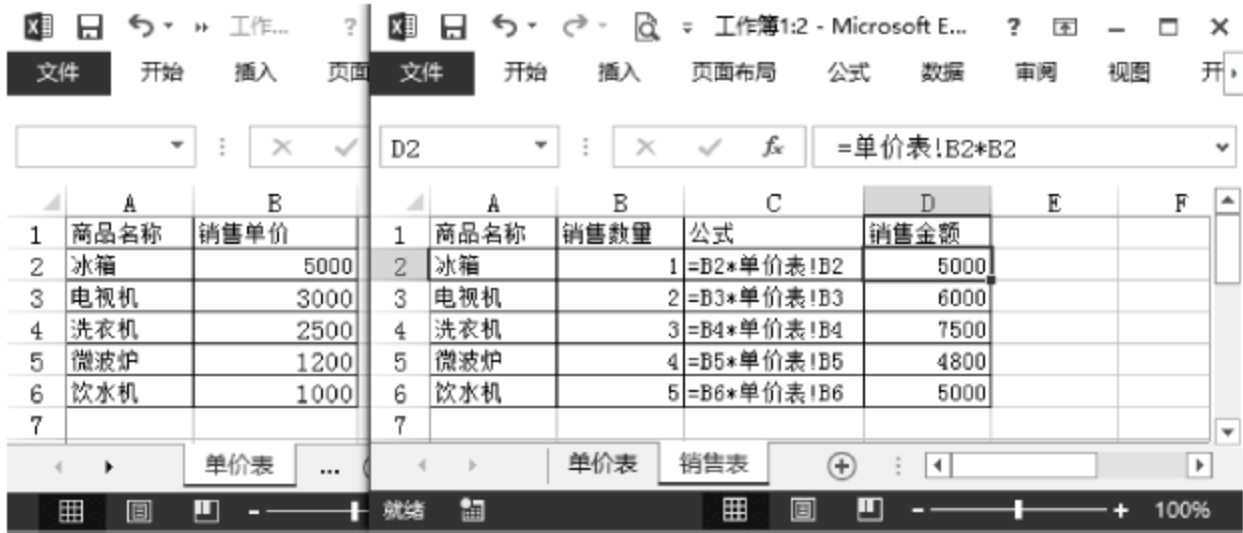 工作... ?
文件 开始 插入 页面
A B
1 商品名称 销售单价
2 冰箱 5000
3 电视机 3000
4 洗衣机 2500
5 微波炉 1200
6 饮水机 1000
7
单价表 ...
工作簿1:2 - Microsoft E... ?
文件 开始 插入 页面布局 公式 数据 审阅 视图 开
D2 fx =单价表!B2*B2
A B C D E F
1 商品名称 销售数量 公式 销售金额
2 冰箱 1 =B2*单价表!B2 5000
3 电视机 2 =B3*单价表!B3 6000
4 洗衣机 3 =B4*单价表!B4 7500
5 微波炉 4 =B5*单价表!B5 4800
6 饮水机 5 =B6*单价表!B6 5000
7
单价表 销售表
就绪 100%